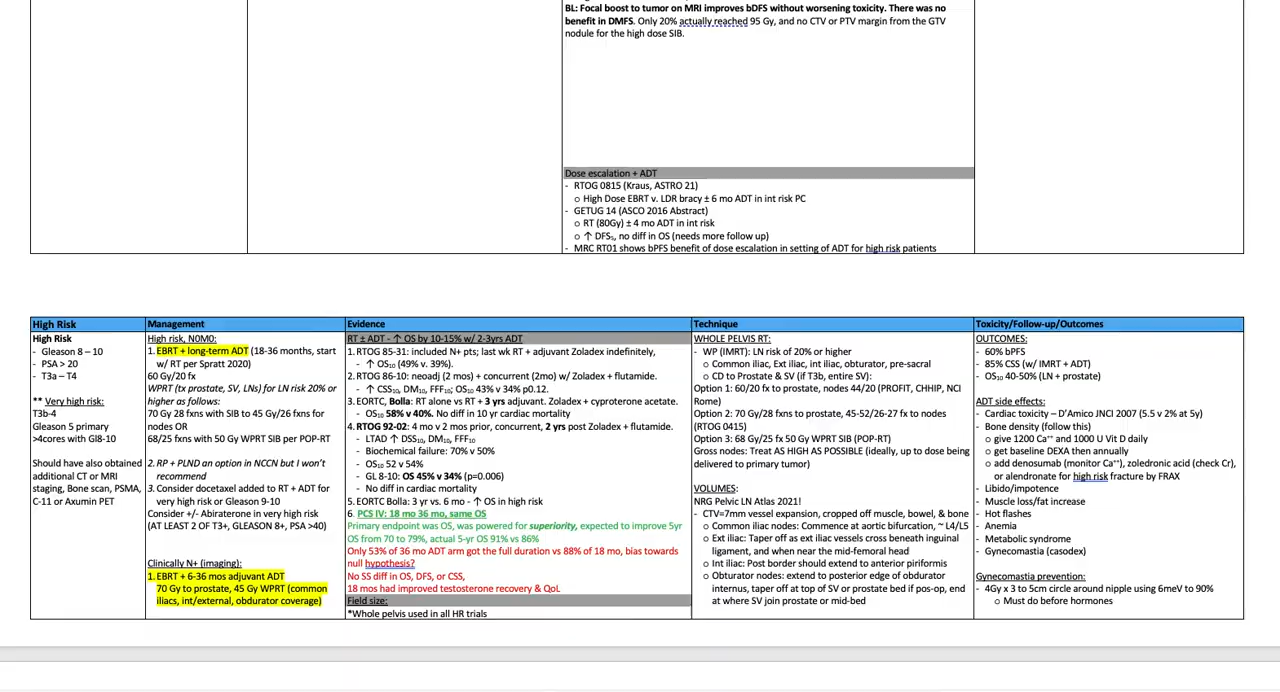 BL: Focal boost to tumor on MRI improves bDFS without worsening toxicity. There was no
benefit in DMFS. Only 20% actually reached 95 Gy, and no CTV or PTV margin from the GTV
nodule for the high dose SIB.
Dose escalation + ADT
- RTOG 0815 (Kraus, ASTRO 21)
o High Dose EBRT v. LDR bracy ± 6 mo ADT in int risk PC
- GETUG 14 (ASCO 2016 Abstract)
o RT (80Gy) ± 4 mo ADT in int risk
o ↑ DFS₅, no diff in OS (needs more follow up)
- MRC RT01 shows bPFS benefit of dose escalation in setting of ADT for high risk patients
High Risk
High Risk
- Gleason 8 – 10
- PSA > 20
- T3a – T4
** Very high risk:
T3b-4
Gleason 5 primary
>4cores with Gl8-10
Should have also obtained
additional CT or MRI
staging, Bone scan, PSMA,
C-11 or Axumin PET
Management
High risk, N0M0:
1. EBRT + long-term ADT (18-36 months, start
w/ RT per Spratt 2020)
60 Gy/20 fx
WPRT (tx prostate, SV, LNs) for LN risk 20% or
higher as follows:
70 Gy 28 fxns with SIB to 45 Gy/26 fxns for
nodes OR
68/25 fxns with 50 Gy WPRT SIB per POP-RT
2. RP + PLND an option in NCCN but I won't
recommend
3. Consider docetaxel added to RT + ADT for
very high risk or Gleason 9-10
Consider +/- Abiraterone in very high risk
(AT LEAST 2 OF T3+, GLEASON 8+, PSA >40)
Clinically N+ (imaging):
1. EBRT + 6-36 mos adjuvant ADT
70 Gy to prostate, 45 Gy WPRT (common
iliacs, int/external, obdurator coverage)
Evidence
RT ± ADT - ↑ OS by 10-15% w/ 2-3yrs ADT
1. RTOG 85-31: included N+ pts; last wk RT + adjuvant Zoladex indefinitely,
- ↑ OS₁₀ (49% v. 39%).
2. RTOG 86-10: neoadj (2 mos) + concurrent (2mo) w/ Zoladex + flutamide.
- ↑ CSS₁₀, DM₁₀, FFF₁₀; OS₁₀ 43% v 34% p0.12.
3. EORTC, Bolla: RT alone vs RT + 3 yrs adjuvant. Zoladex + cyproterone acetate.
- OS₁₀ 58% v 40%. No diff in 10 yr cardiac mortality
4. RTOG 92-02: 4 mo v 2 mos prior, concurrent, 2 yrs post Zoladex + flutamide.
- LTAD ↑ DSS₁₀, DM₁₀, FFF₁₀
- Biochemical failure: 70% v 50%
- OS₁₀ 52 v 54%
- GL 8-10: OS 45% v 34% (p=0.006)
- No diff in cardiac mortality
5. EORTC Bolla: 3 yr vs. 6 mo - ↑ OS in high risk
6. PCS IV: 18 mo 36 mo, same OS
Primary endpoint was OS, was powered for superiority, expected to improve 5yr
OS from 70 to 79%, actual 5-yr OS 91% vs 86%
Only 53% of 36 mo ADT arm got the full duration vs 88% of 18 mo, bias towards
null hypothesis?
No SS diff in OS, DFS, or CSS,
18 mos had improved testosterone recovery & QoL
Field size:
*Whole pelvis used in all HR trials
Technique
WHOLE PELVIS RT:
- WP (IMRT): LN risk of 20% or higher
o Common iliac, Ext iliac, int iliac, obturator, pre-sacral
o CD to Prostate & SV (if T3b, entire SV):
Option 1: 60/20 fx to prostate, nodes 44/20 (PROFIT, CHHIP, NCI
Rome)
Option 2: 70 Gy/28 fxns to prostate, 45-52/26-27 fx to nodes
(RTOG 0415)
Option 3: 68 Gy/25 fx 50 Gy WPRT SIB (POP-RT)
Gross nodes: Treat AS HIGH AS POSSIBLE (ideally, up to dose being
delivered to primary tumor)
VOLUMES:
NRG Pelvic LN Atlas 2021!
- CTV=7mm vessel expansion, cropped off muscle, bowel, & bone
o Common iliac nodes: Commence at aortic bifurcation, ~ L4/L5
o Ext iliac: Taper off as ext iliac vessels cross beneath inguinal
ligament, and when near the mid-femoral head
o Int iliac: Post border should extend to anterior piriformis
o Obturator nodes: extend to posterior edge of obdurator
internus, taper off at top of SV or prostate bed if pos-op, end
at where SV join prostate or mid-bed
Toxicity/Follow-up/Outcomes
OUTCOMES:
- 60% bPFS
- 85% CSS (w/ IMRT + ADT)
- OS₁₀ 40-50% (LN + prostate)
ADT side effects:
- Cardiac toxicity – D'Amico JNCI 2007 (5.5 v 2% at 5y)
- Bone density (follow this)
o give 1200 Ca⁺⁺ and 1000 U Vit D daily
o get baseline DEXA then annually
o add denosumab (monitor Ca⁺⁺), zoledronic acid (check Cr),
or alendronate for high risk fracture by FRAX
- Libido/impotence
- Muscle loss/fat increase
- Hot flashes
- Anemia
- Metabolic syndrome
- Gynecomastia (casodex)
Gynecomastia prevention:
- 4Gy x 3 to 5cm circle around nipple using 6meV to 90%
o Must do before hormones